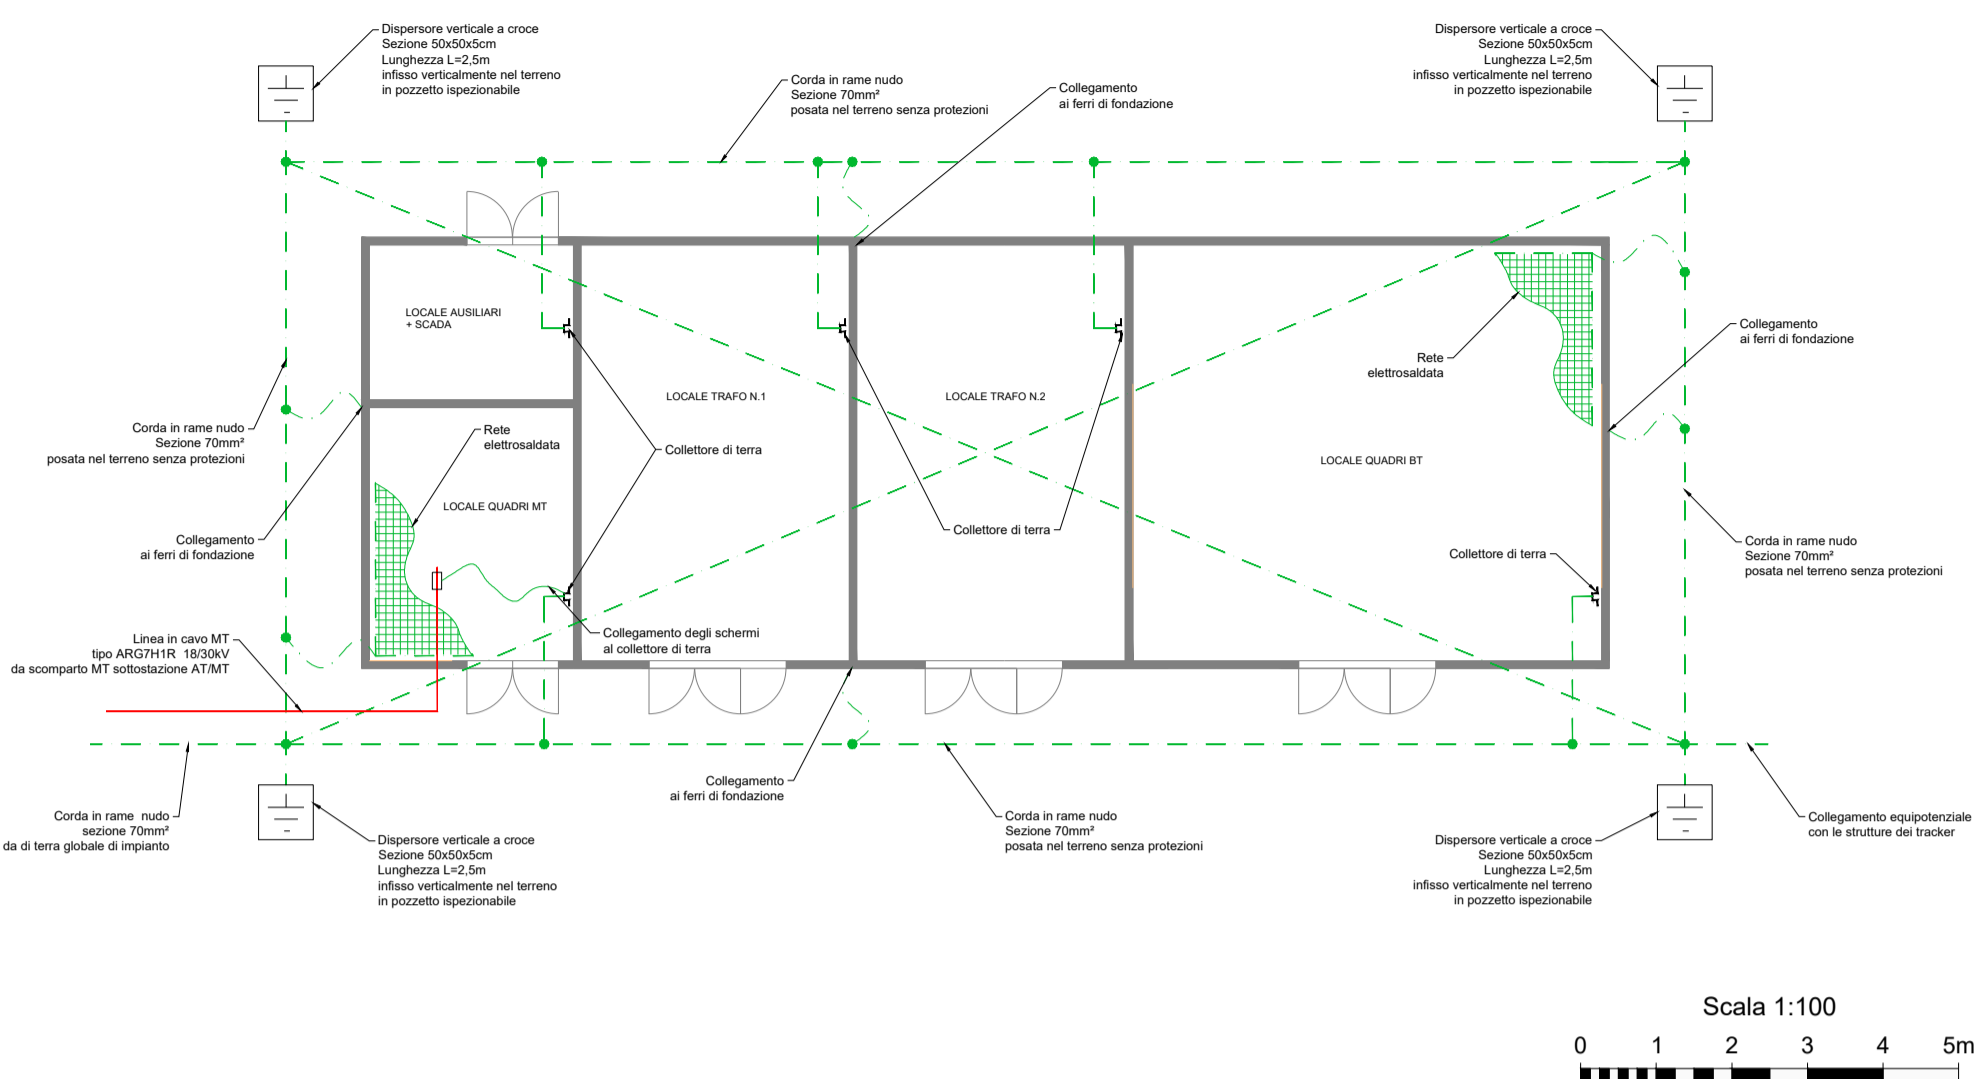 Dispersore verticale a croce
Sezione 50x50x5cm
Lunghezza L=2,5m
infisso verticalmente nel terreno
in pozzetto ispezionabile
Corda in rame nudo
Sezione 70mm²
posata nel terreno senza protezioni
Collegamento
ai ferri di fondazione
Dispersore verticale a croce
Sezione 50x50x5cm
Lunghezza L=2,5m
infisso verticalmente nel terreno
in pozzetto ispezionabile
LOCALE AUSILIARI
+ SCADA
LOCALE TRAFO N.1
LOCALE TRAFO N.2
Rete
elettrosaldata
Collegamento
ai ferri di fondazione
Corda in rame nudo
Sezione 70mm²
posata nel terreno senza protezioni
Rete
elettrosaldata
Collettore di terra
LOCALE QUADRI BT
LOCALE QUADRI MT
Collettore di terra
Collegamento
ai ferri di fondazione
Collettore di terra
Corda in rame nudo
Sezione 70mm²
posata nel terreno senza protezioni
Linea in cavo MT
tipo ARG7H1R 18/30kV
da scomparto MT sottostazione AT/MT
Collegamento degli schermi
al collettore di terra
Collegamento
ai ferri di fondazione
Corda in rame nudo
sezione 70mm²
da di terra globale di impianto
Dispersore verticale a croce
Sezione 50x50x5cm
Lunghezza L=2,5m
infisso verticalmente nel terreno
in pozzetto ispezionabile
Corda in rame nudo
Sezione 70mm²
posata nel terreno senza protezioni
Dispersore verticale a croce
Sezione 50x50x5cm
Lunghezza L=2,5m
infisso verticalmente nel terreno
in pozzetto ispezionabile
Collegamento equipotenziale
con le strutture dei tracker
Scala 1:100
0 1 2 3 4 5m